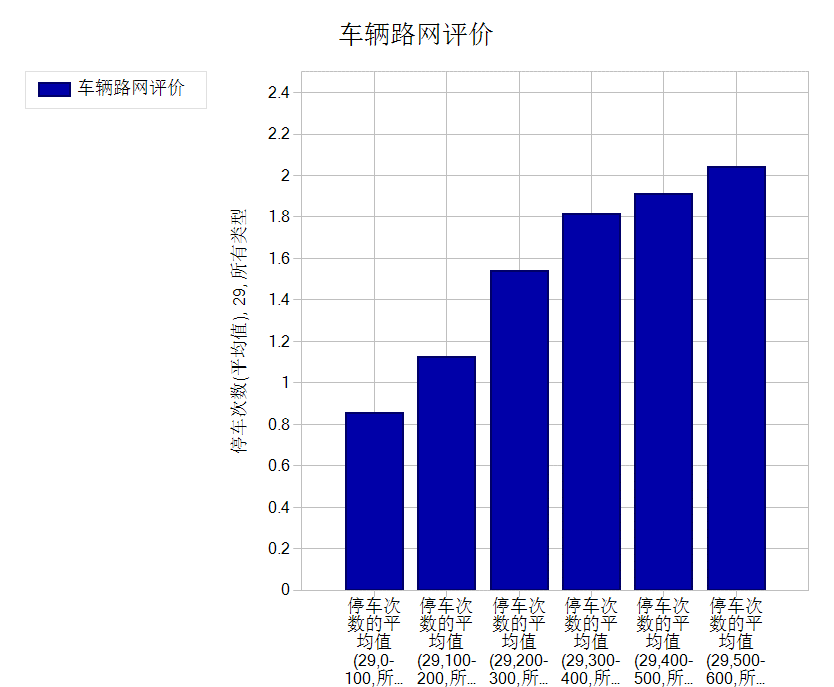 车辆路网评价
车辆路网评价
停车次数(平均值), 29, 所有类型
2.4
2.2
2
1.8
1.6
1.4
1.2
1
0.8
0.6
0.4
0.2
0
停车次
数的平
均值
(29,0-
100,所...
停车次
数的平
均值
(29,100-
200,所...
停车次
数的平
均值
(29,200-
300,所...
停车次
数的平
均值
(29,300-
400,所...
停车次
数的平
均值
(29,400-
500,所...
停车次
数的平
均值
(29,500-
600,所...